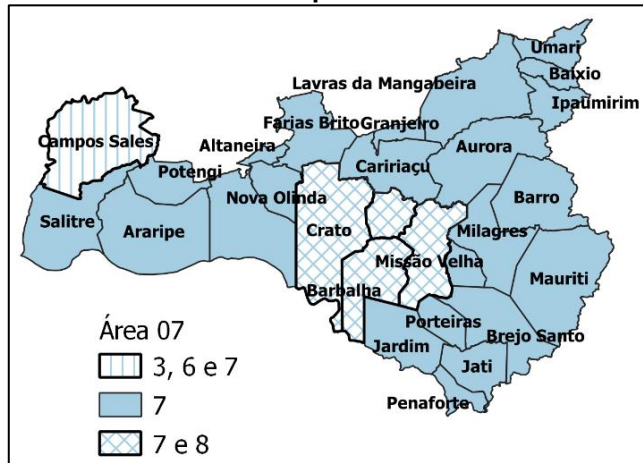 Umari
Baixio
Ipaumirim
Lavras da Mangabeira
Farias Brito
Granjeiro
Aurora
Campos Sales
Altaneira
Caririaçu
Potengi
Nova Olinda
Barro
Salitre
Araripe
Crato
Milagres
Missão Velha
Mauriti
Barbalha
Porteiras
Brejo Santo
Jardim
Jati
Penaforte
Área 07
3, 6 e 7
7
7 e 8